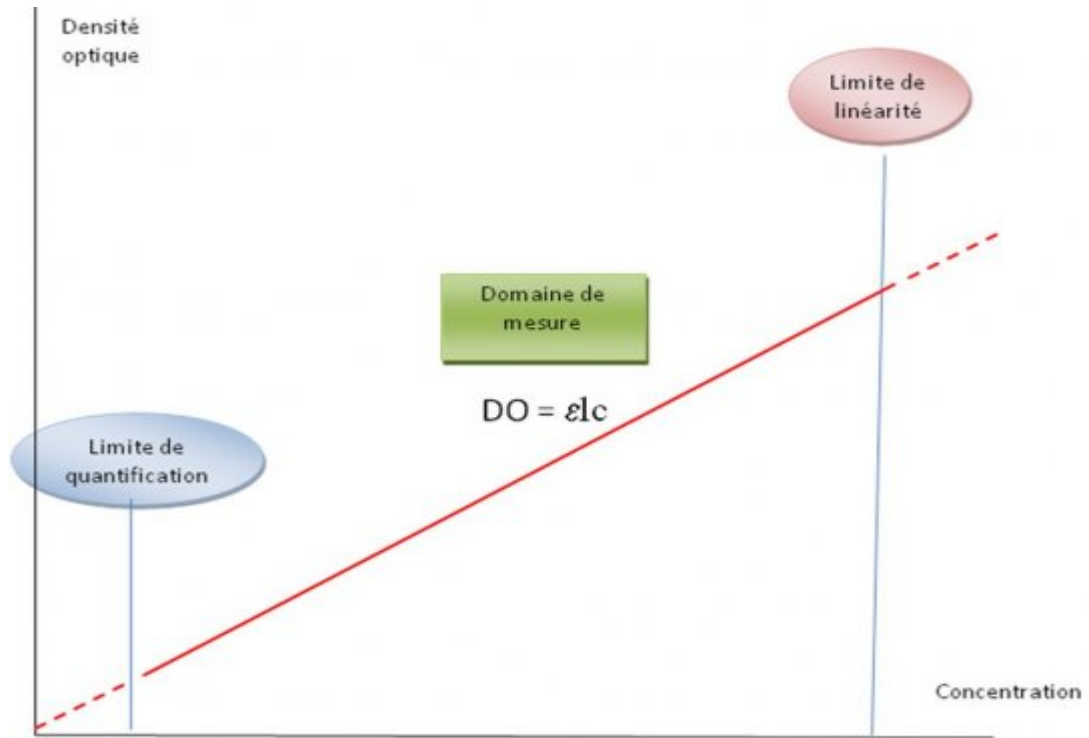 Densité
optique
Limite de
linéarité
Domaine de
mesure
DO = εlc
Limite de
quantification
Concentration